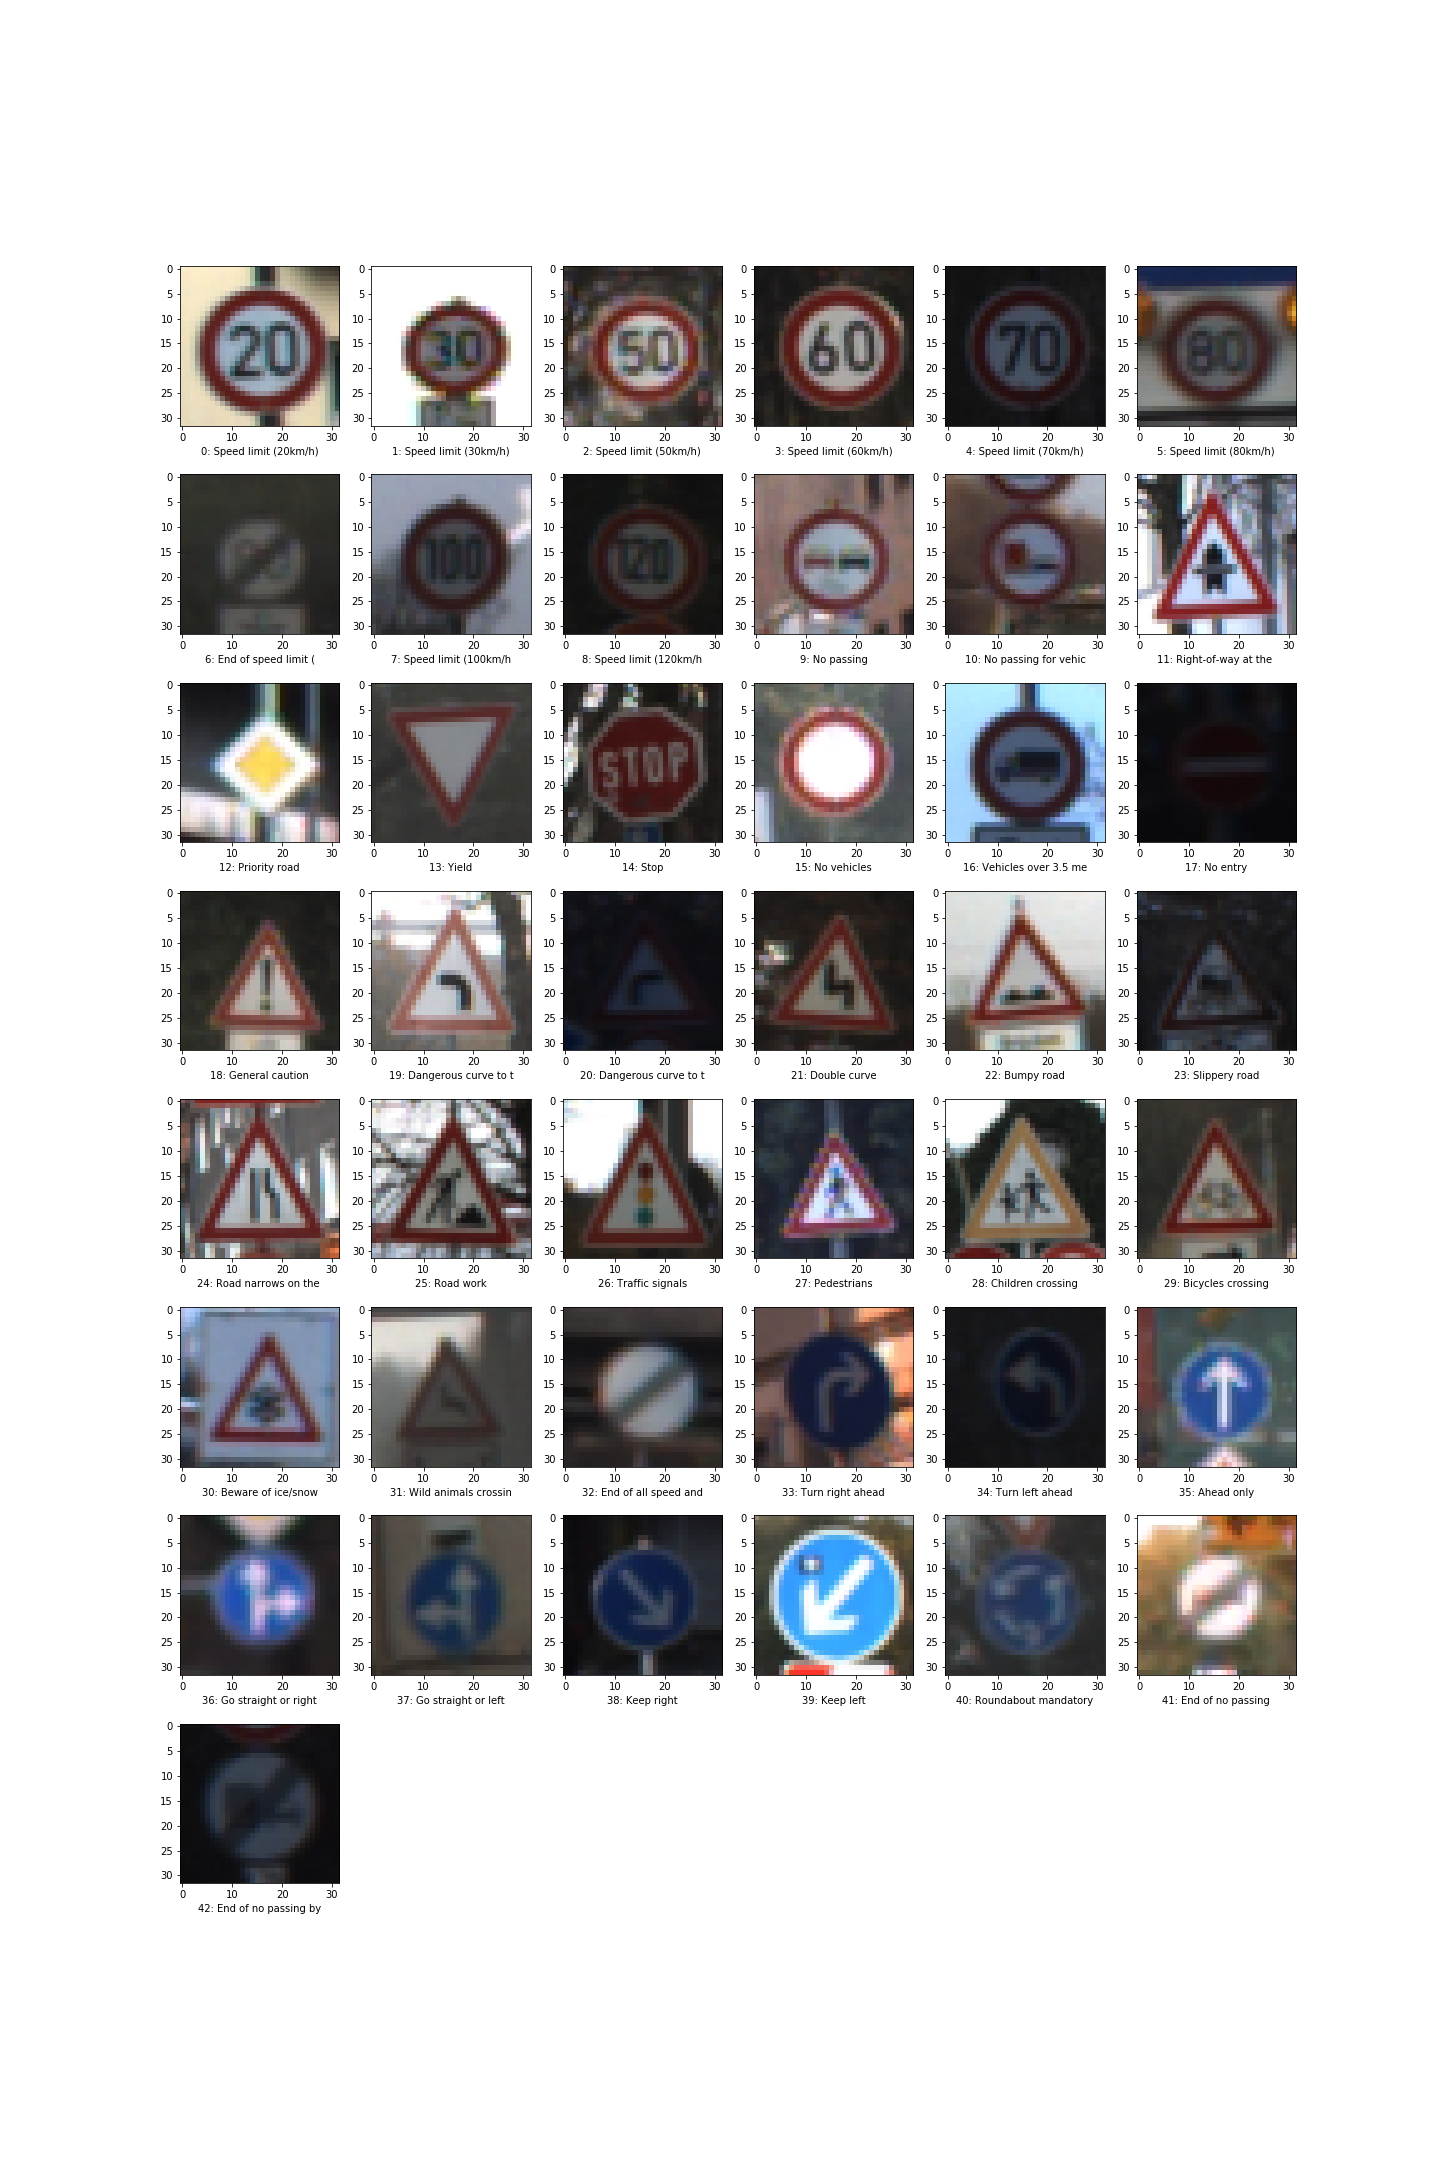 0 0 0 0 0 0
5 5 5 5 5 5
10 10 10 10 10 10
15 15 15 15 15 15
20 30 50 60 70 80
20 20 20 20 20 20
25 25 25 25 25 25
30 30 30 30 30 30
0 10 20 30 0 10 20 30 0 10 20 30 0 10 20 30 0 10 20 30 0 10 20 30
0: Speed limit (20km/h) 1: Speed limit (30km/h) 2: Speed limit (50km/h) 3: Speed limit (60km/h) 4: Speed limit (70km/h) 5: Speed limit (80km/h)
0 0 0 0 0 0
5 5 5 5 5 5
10 10 10 10 10 10
15 15 15 15 15 15
100 120
20 20 20 20 20 20
25 25 25 25 25 25
30 30 30 30 30 30
0 10 20 30 0 10 20 30 0 10 20 30 0 10 20 30 0 10 20 30 0 10 20 30
6: End of speed limit ( 7: Speed limit (100km/h 8: Speed limit (120km/h 9: No passing 10: No passing for vehic 11: Right-of-way at the
0 0 0 0 0 0
5 5 5 5 5 5
10 10 10 10 10 10
15 15 15 15 15 15
STOP
20 20 20 20 20 20
25 25 25 25 25 25
30 30 30 30 30 30
0 10 20 30 0 10 20 30 0 10 20 30 0 10 20 30 0 10 20 30 0 10 20 30
12: Priority road 13: Yield 14: Stop 15: No vehicles 16: Vehicles over 3.5 me 17: No entry
0 0 0 0 0 0
5 5 5 5 5 5
10 10 10 10 10 10
15 15 15 15 15 15
20 20 20 20 20 20
25 25 25 25 25 25
30 30 30 30 30 30
0 10 20 30 0 10 20 30 0 10 20 30 0 10 20 30 0 10 20 30 0 10 20 30
18: General caution 19: Dangerous curve to t 20: Dangerous curve to t 21: Double curve 22: Bumpy road 23: Slippery road
0 0 0 0 0 0
5 5 5 5 5 5
10 10 10 10 10 10
15 15 15 15 15 15
20 20 20 20 20 20
25 25 25 25 25 25
30 30 30 30 30 30
0 10 20 30 0 10 20 30 0 10 20 30 0 10 20 30 0 10 20 30 0 10 20 30
24: Road narrows on the 25: Road work 26: Traffic signals 27: Pedestrians 28: Children crossing 29: Bicycles crossing
0 0 0 0 0 0
5 5 5 5 5 5
10 10 10 10 10 10
15 15 15 15 15 15
20 20 20 20 20 20
25 25 25 25 25 25
30 30 30 30 30 30
0 10 20 30 0 10 20 30 0 10 20 30 0 10 20 30 0 10 20 30 0 10 20 30
30: Beware of ice/snow 31: Wild animals crossin 32: End of all speed and 33: Turn right ahead 34: Turn left ahead 35: Ahead only
0 0 0 0 0 0
5 5 5 5 5 5
10 10 10 10 10 10
15 15 15 15 15 15
20 20 20 20 20 20
25 25 25 25 25 25
30 30 30 30 30 30
0 10 20 30 0 10 20 30 0 10 20 30 0 10 20 30 0 10 20 30 0 10 20 30
36: Go straight or right 37: Go straight or left 38: Keep right 39: Keep left 40: Roundabout mandatory 41: End of no passing
0
5
10
15
20
25
30
0 10 20 30
42: End of no passing by